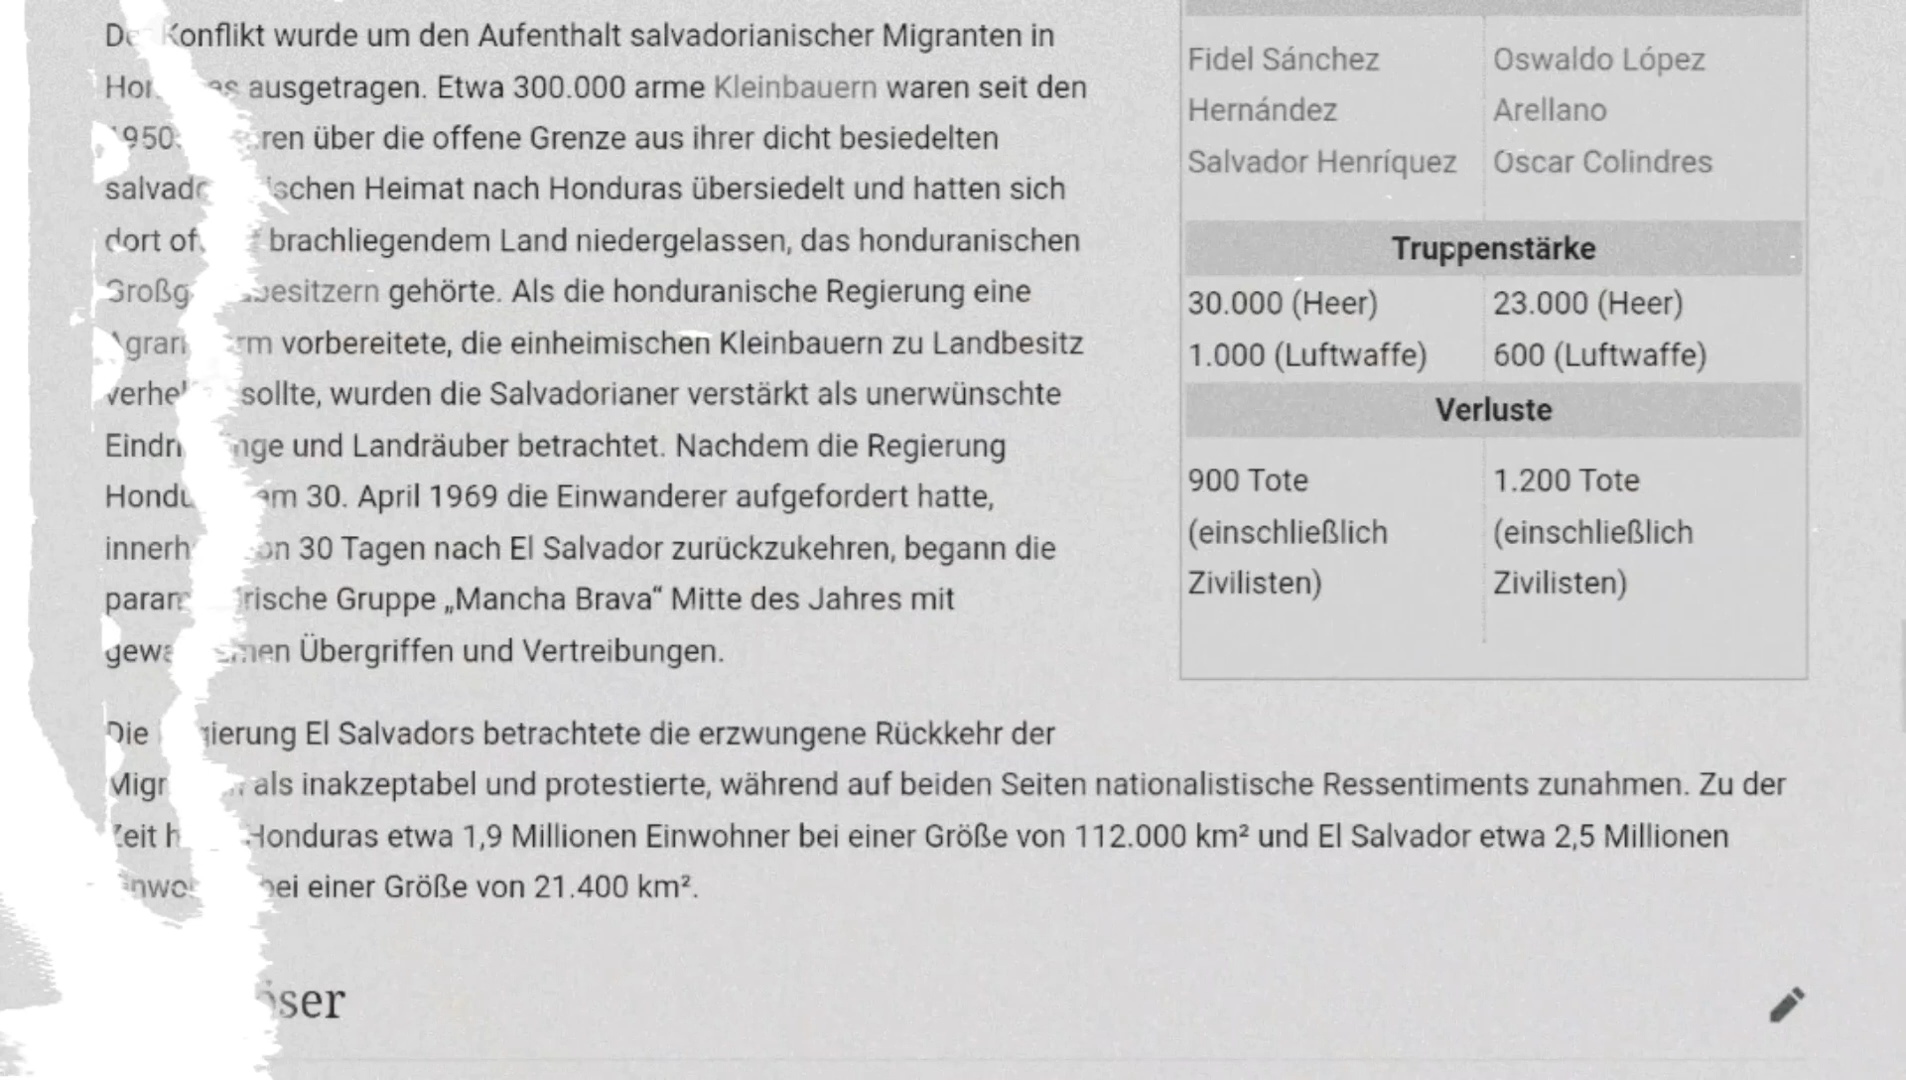 Konflikt wurde um den Aufenthalt salvadorianischer Migranten in
ausgetragen. Etwa 300.000 arme Kleinbauern waren seit den
über die offene Grenze aus ihrer dicht besiedelten
Heimat nach Honduras übersiedelt und hatten sich
dort brachliegendem Land niedergelassen, das honduranischen
gehörte. Als die honduranische Regierung eine
vorbereitete, die einheimischen Kleinbauern zu Landbesitz
sollte, wurden die Salvadorianer verstärkt als unerwünschte
und Landräuber betrachtet. Nachdem die Regierung
am 30. April 1969 die Einwanderer aufgefordert hatte,
30 Tagen nach El Salvador zurückzukehren, begann die
Gruppe „Mancha Brava“ Mitte des Jahres mit
Übergriffen und Vertreibungen.
Die El Salvadors betrachtete die erzwungene Rückkehr der
als inakzeptabel und protestierte, während auf beiden Seiten nationalistische Ressentiments zunahmen. Zu der
Zeit Honduras etwa 1,9 Millionen Einwohner bei einer Größe von 112.000 km² und El Salvador etwa 2,5 Millionen
bei einer Größe von 21.400 km².
Fidel Sánchez Oswaldo López
Hernández Arellano
Salvador Henríquez Oscar Colindres
Truppenstärke
30.000 (Heer) 23.000 (Heer)
1.000 (Luftwaffe) 600 (Luftwaffe)
Verluste
900 Tote 1.200 Tote
(einschließlich (einschließlich
Zivilisten) Zivilisten)